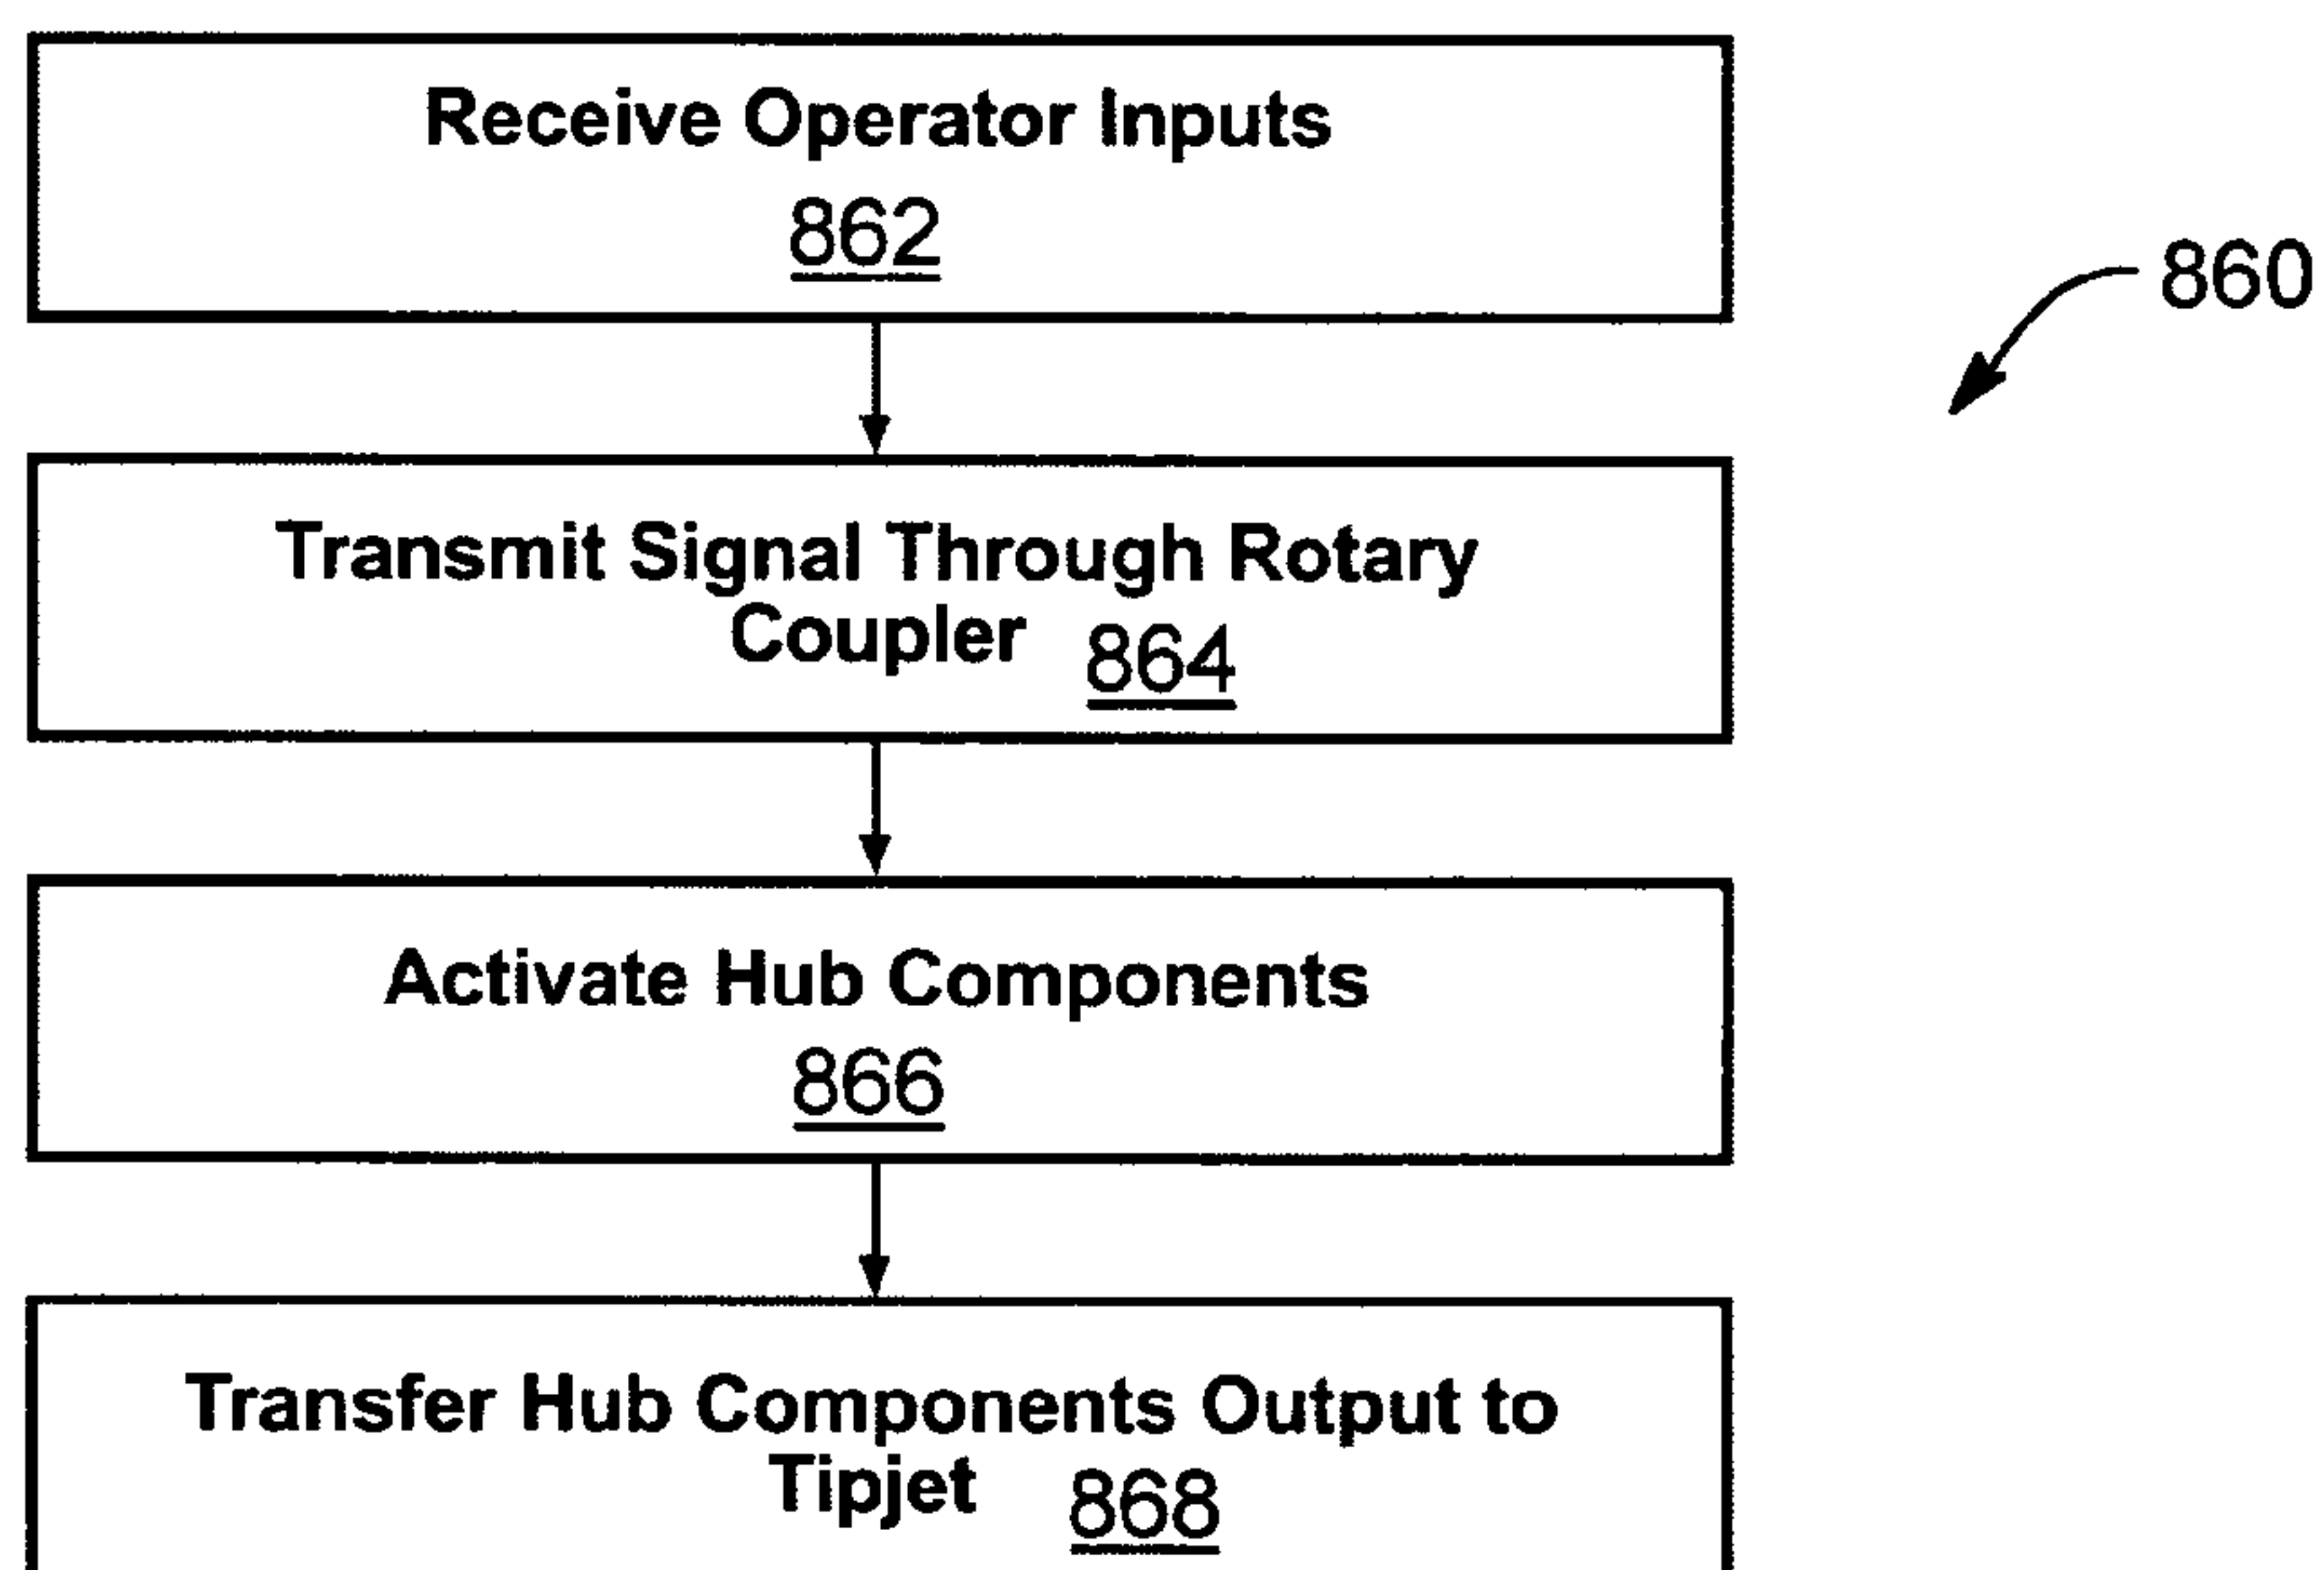 Receive Operator Inputs
862
860
Transmit Signal Through Rotary
Coupler 864
Activate Hub Components
866
Transfer Hub Components Output to
Tipjet 868